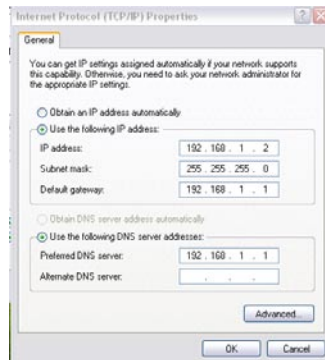 Internet Protocol (TCP/IP) Properties
General
You can get IP settings assigned automatically if your network supports
this capability. Otherwise, you need to ask your network administrator for
the appropriate IP settings.
Obtain an IP address automatically
Use the following IP address:
IP address: 192 . 168 . 1 . 2
Subnet mask: 255 . 255 . 255 . 0
Default gateway: 192 . 168 . 1 . 1
Obtain DNS server address automatically
Use the following DNS server addresses:
Preferred DNS server: 192 . 168 . 1 . 1
Alternate DNS server: . . .
Advanced...
OK Cancel